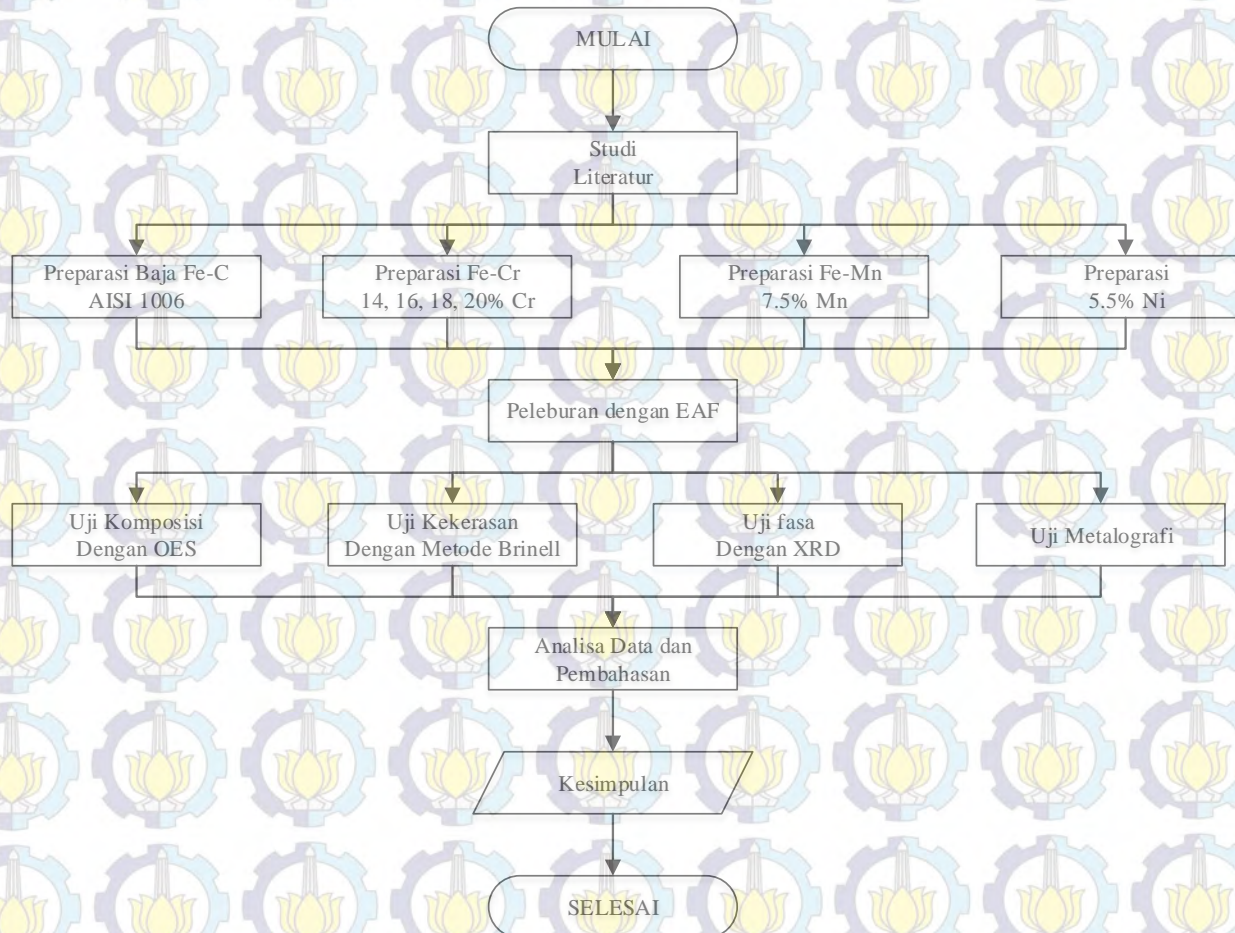 MULAI
Studi
Literatur
Preparasi Baja Fe-C
AISI 1006
Preparasi Fe-Cr
14, 16, 18, 20% Cr
Preparasi Fe-Mn
7.5% Mn
Preparasi
5.5% Ni
Peleburan dengan EAF
Uji Komposisi
Dengan OES
Uji Kekerasan
Dengan Metode Brinell
Uji fasa
Dengan XRD
Uji Metalografi
Analisa Data dan
Pembahasan
Kesimpulan
SELESAI